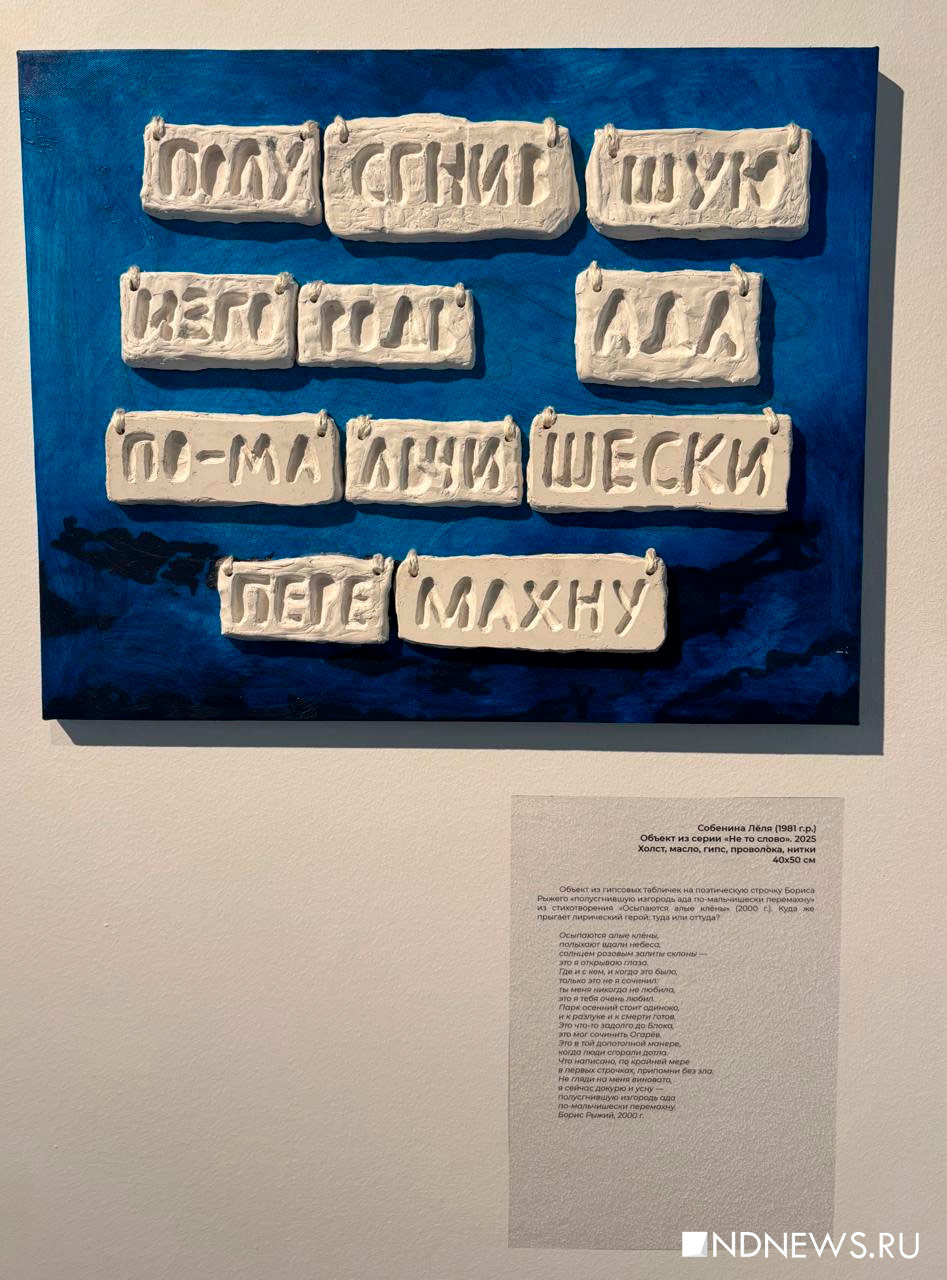 ПОЛУ СГНИВ ШУЮ
ИЗГО РОДЬ АДА
ПО-МА ЛЬЧИ ШЕСКИ
ПЕРЕ МАХНУ
Собенина Лёля (1981 г.р.)
Объект из серии «Не то слово». 2025
Холст, масло, гипс, проволока, нитки
40х50 см
Объект из гипсовых табличек на поэтическую строчку Бориса
Рыжего «полусгнившую изгородь ада по-мальчишески перемахну»
из стихотворения «Осыпаются алые клёны» (2000 г.). Куда же
прыгает лирический герой: туда или оттуда?
Осыпаются алые клёны,
полыхают вдали небеса,
солнцем розовым залиты склоны —
это я открываю глаза.
Где и с кем, и когда это было,
только это не я сочинил:
ты меня никогда не любила,
это я тебя очень любил.
Парк осенний стоит одиноко,
и к разлуке и к смерти готов.
Это что-то задолго до Блока,
это мог сочинить Огарёв.
Это в той допотопной манере,
когда люди сгорали дотла.
Что написано, по крайней мере
в первых строчках, припомни без зла.
Не гляди на меня виновато,
я сейчас докурю и усну —
полусгнившую изгородь ада
по-мальчишески перемахну.
Борис Рыжий, 2000 г.
NDNEWS.RU